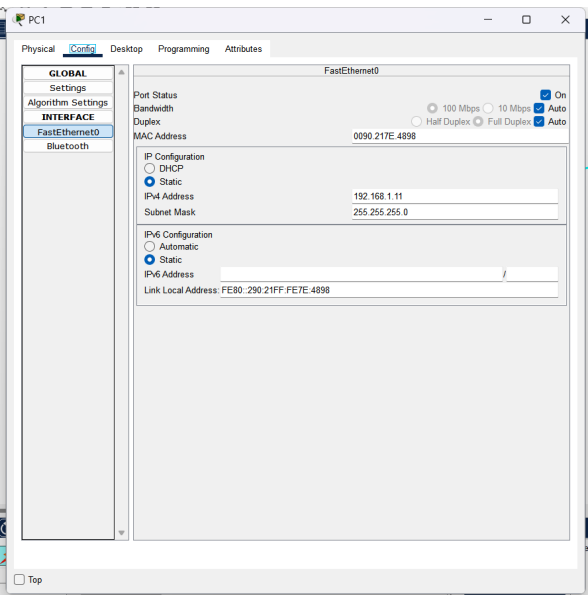 PC1
Physical Config Desktop Programming Attributes
GLOBAL
Settings
Algorithm Settings
INTERFACE
FastEthernet0
Bluetooth
FastEthernet0
Port Status On
Bandwidth 100 Mbps 10 Mbps Auto
Duplex Half Duplex Full Duplex Auto
MAC Address 0090.217E.4898
IP Configuration
DHCP
Static
IPv4 Address 192.168.1.11
Subnet Mask 255.255.255.0
IPv6 Configuration
Automatic
Static
IPv6 Address /
Link Local Address: FE80::290:21FF:FE7E:4898
Top